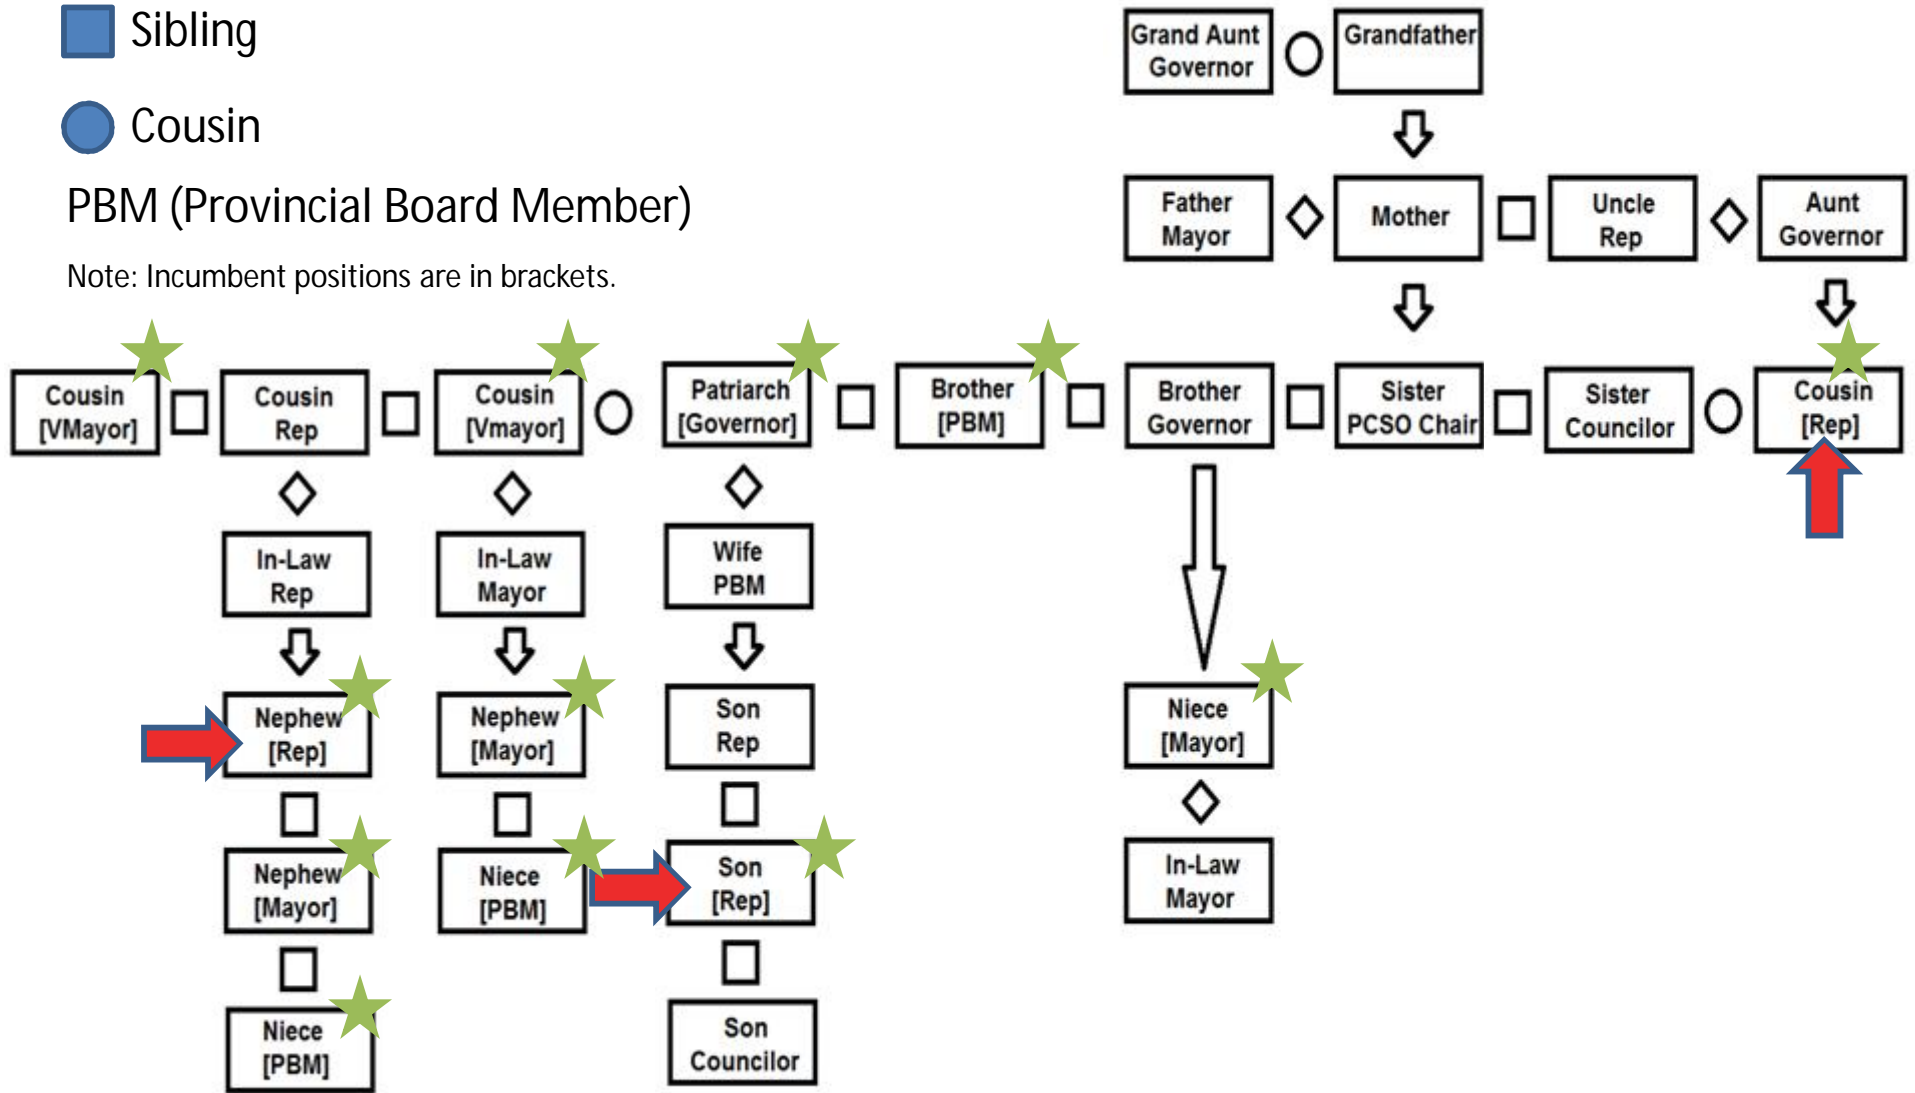 Sibling
Cousin
PBM (Provincial Board Member)
Note: Incumbent positions are in brackets.
Grand Aunt
Governor
Grandfather
Father
Mayor
Mother
Uncle
Rep
Aunt
Governor
Cousin
[VMayor]
Cousin
Rep
Cousin
[Vmayor]
Patriarch
[Governor]
Brother
[PBM]
Brother
Governor
Sister
PCSO Chair
Sister
Councilor
Cousin
[Rep]
In-Law
Rep
In-Law
Mayor
Wife
PBM
Nephew
[Rep]
Nephew
[Mayor]
Son
Rep
Niece
[Mayor]
Nephew
[Mayor]
Niece
[PBM]
Son
[Rep]
In-Law
Mayor
Niece
[PBM]
Son
Councilor